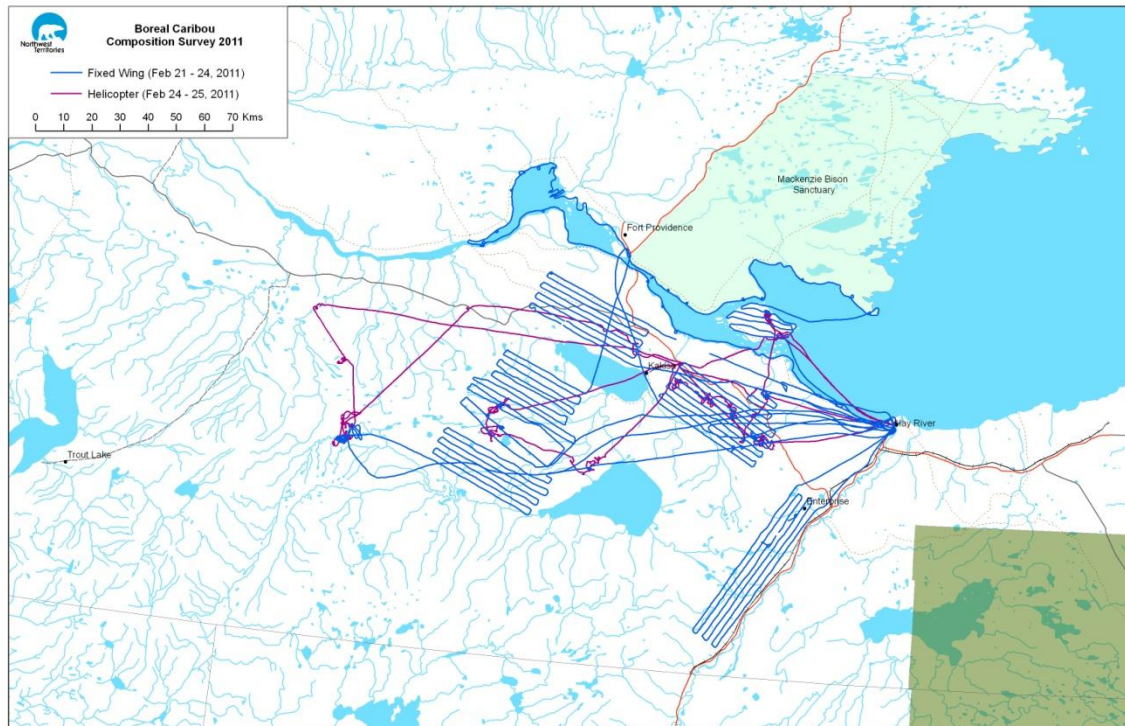 Northwest
Territories
Boreal Caribou
Composition Survey 2011
Fixed Wing (Feb 21 - 24, 2011)
Helicopter (Feb 24 - 25, 2011)
0 10 20 30 40 50 60 70 Kms
Mackenzie Bison
Sanctuary
Fort Providence
Kakisa
Hay River
Trout Lake
Enterprise